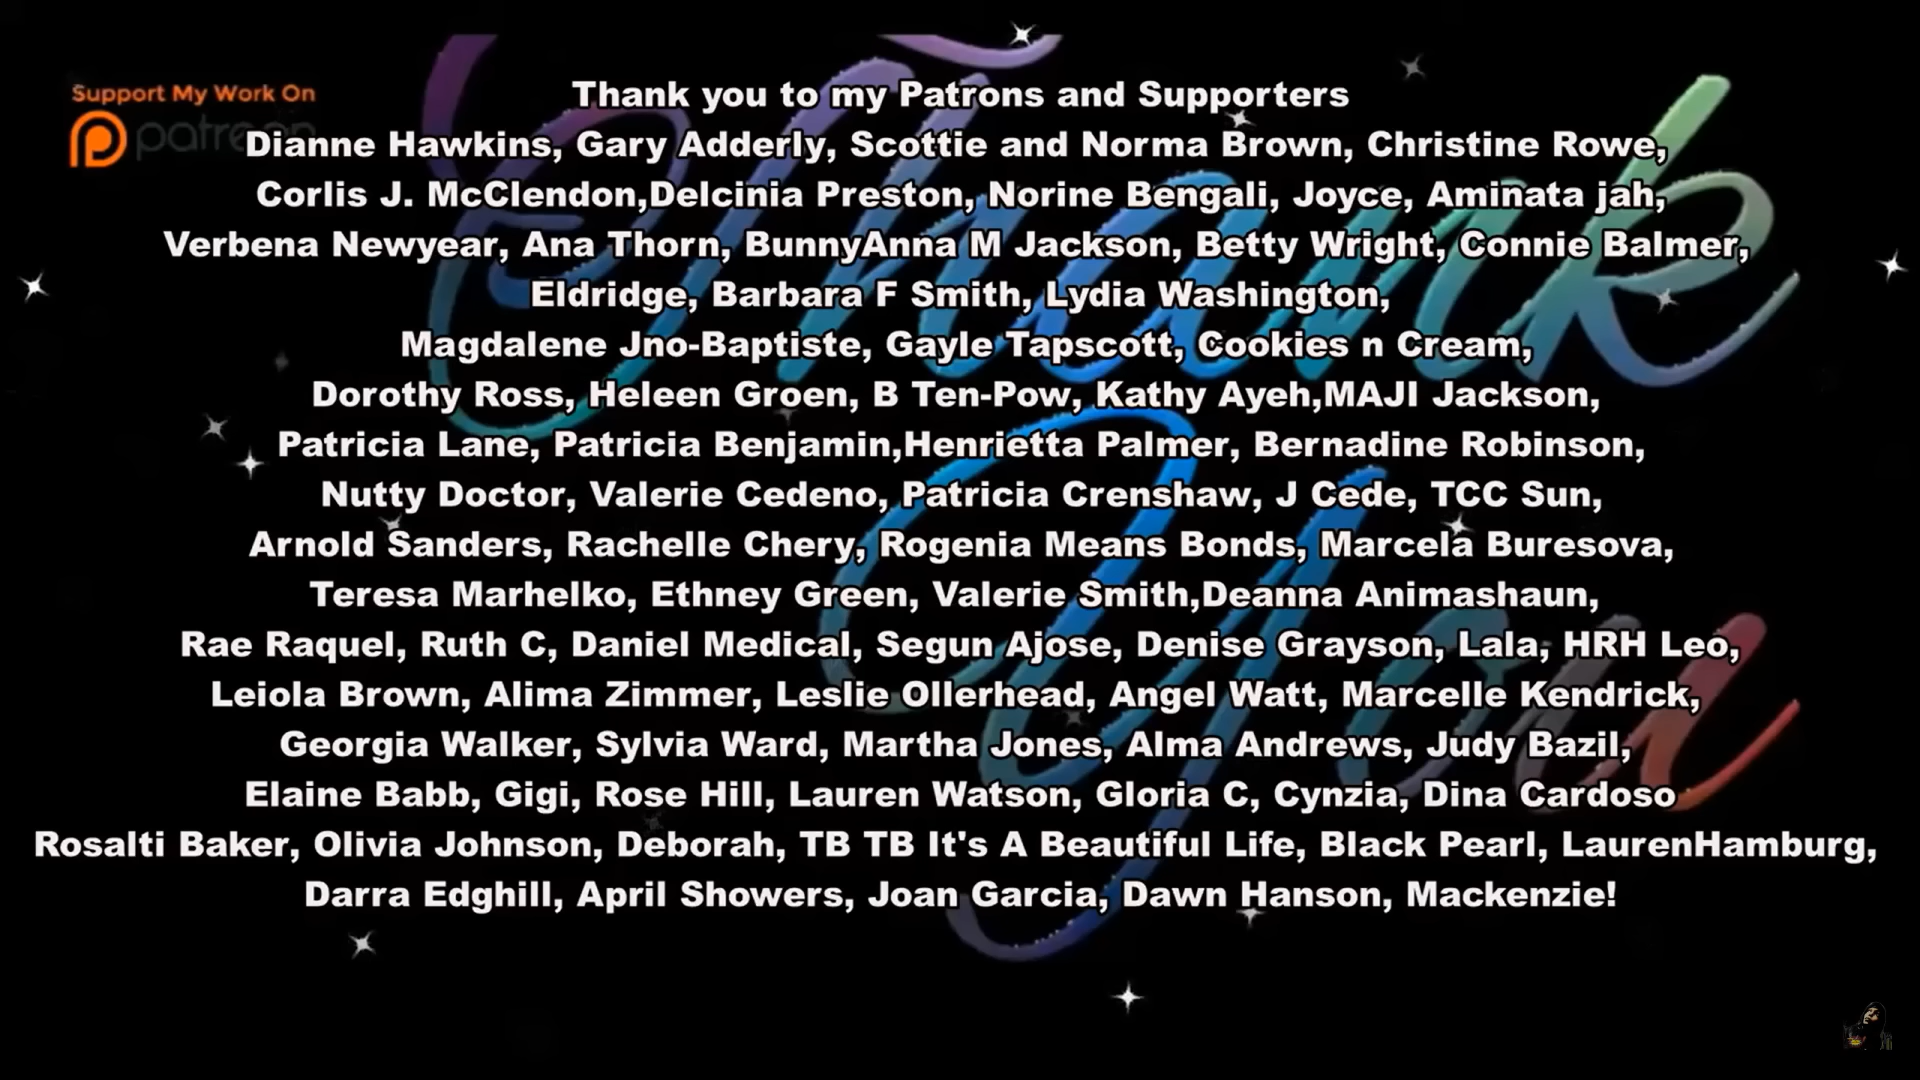 Support My Work On
patreon
Thank you to my Patrons and Supporters
Dianne Hawkins, Gary Adderly, Scottie and Norma Brown, Christine Rowe,
Corlis J. McClendon,Delcinia Preston, Norine Bengali, Joyce, Aminata jah,
Verbena Newyear, Ana Thorn, BunnyAnna M Jackson, Betty Wright, Connie Balmer,
Eldridge, Barbara F Smith, Lydia Washington,
Magdalene Jno-Baptiste, Gayle Tapscott, Cookies n Cream,
Dorothy Ross, Heleen Groen, B Ten-Pow, Kathy Ayeh,MAJI Jackson,
Patricia Lane, Patricia Benjamin,Henrietta Palmer, Bernadine Robinson,
Nutty Doctor, Valerie Cedeno, Patricia Crenshaw, J Cede, TCC Sun,
Arnold Sanders, Rachelle Chery, Rogenia Means Bonds, Marcela Buresova,
Teresa Marhelko, Ethney Green, Valerie Smith,Deanna Animashaun,
Rae Raquel, Ruth C, Daniel Medical, Segun Ajose, Denise Grayson, Lala, HRH Leo,
Leiola Brown, Alima Zimmer, Leslie Ollerhead, Angel Watt, Marcelle Kendrick,
Georgia Walker, Sylvia Ward, Martha Jones, Alma Andrews, Judy Bazil,
Elaine Babb, Gigi, Rose Hill, Lauren Watson, Gloria C, Cynzia, Dina Cardoso
Rosalti Baker, Olivia Johnson, Deborah, TB TB It's A Beautiful Life, Black Pearl, LaurenHamburg,
Darra Edghill, April Showers, Joan Garcia, Dawn Hanson, Mackenzie!
Thank
You